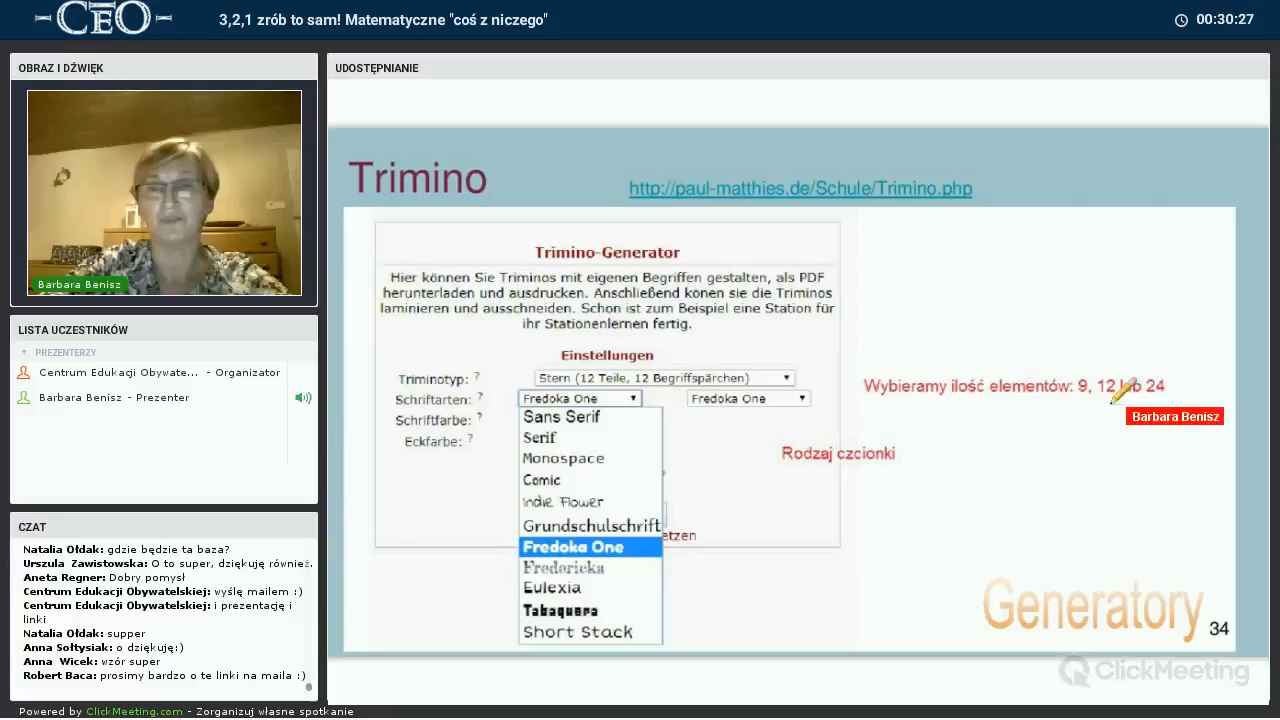 CEO
3,2,1 zrób to sam! Matematyczne "coś z niczego"
00:30:27
OBRAZ I DŹWIĘK
Barbara Benisz
LISTA UCZESTNIKÓW
PREZENTERZY
Centrum Edukacji Obywate... - Organizator
Barbara Benisz - Prezenter
CZAT
Natalia Ołdak: gdzie będzie ta baza?
Urszula Zawistowska: O to super, dziękuję również.
Aneta Regner: Dobry pomysł
Centrum Edukacji Obywatelskiej: wyślę mailem :)
Centrum Edukacji Obywatelskiej: i prezentację i
linki
Natalia Ołdak: supper
Anna Sołtysiak: o dziękuję:)
Anna Wicek: wzór super
Robert Baca: prosimy bardzo o te linki na maila :)
Powered by ClickMeeting.com - Zorganizuj własne spotkanie
UDOSTĘPNIANIE
Trimino
http://paul-matthies.de/Schule/Trimino.php
Trimino-Generator
Hier können Sie Triminos mit eigenen Begriffen gestalten, als PDF
herunterladen und ausdrucken. Anschließend konen sie die Triminos
laminieren und ausschneiden. Schon ist zum Beispiel eine Station für
ihr Stationenlernen fertig.
Einstellungen
Triminotyp: ? Stern (12 Teile, 12 Begriffspärchen)
Schriftarten: ? Fredoka One Fredoka One
Schriftfarbe: ?
Eckfarbe: ?
Sans Serif
Serif
Monospace
Comic
Indie Flower
Grundschulschrift
Fredoka One
Fredericka
Eulexia
Tabaquera
Short Stack
etzen
Wybieramy ilość elementów: 9, 12 lub 24
Barbara Benisz
Rodzaj czcionki
Generatory
34
ClickMeeting